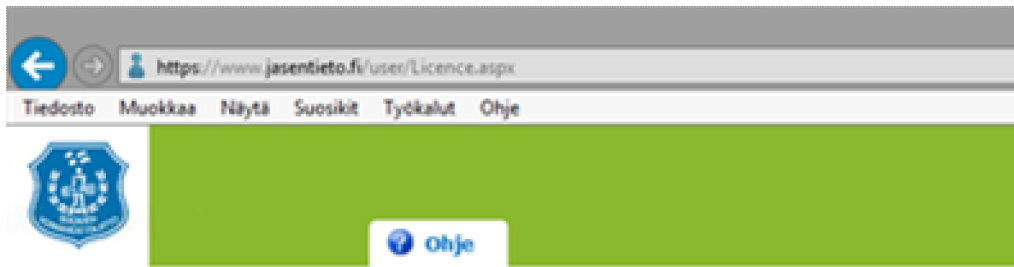 https://www.jasentieto.fi/user/Licence.aspx
Tiedosto Muokkaa Näytä Suosikit Työkalut Ohje
Ohje